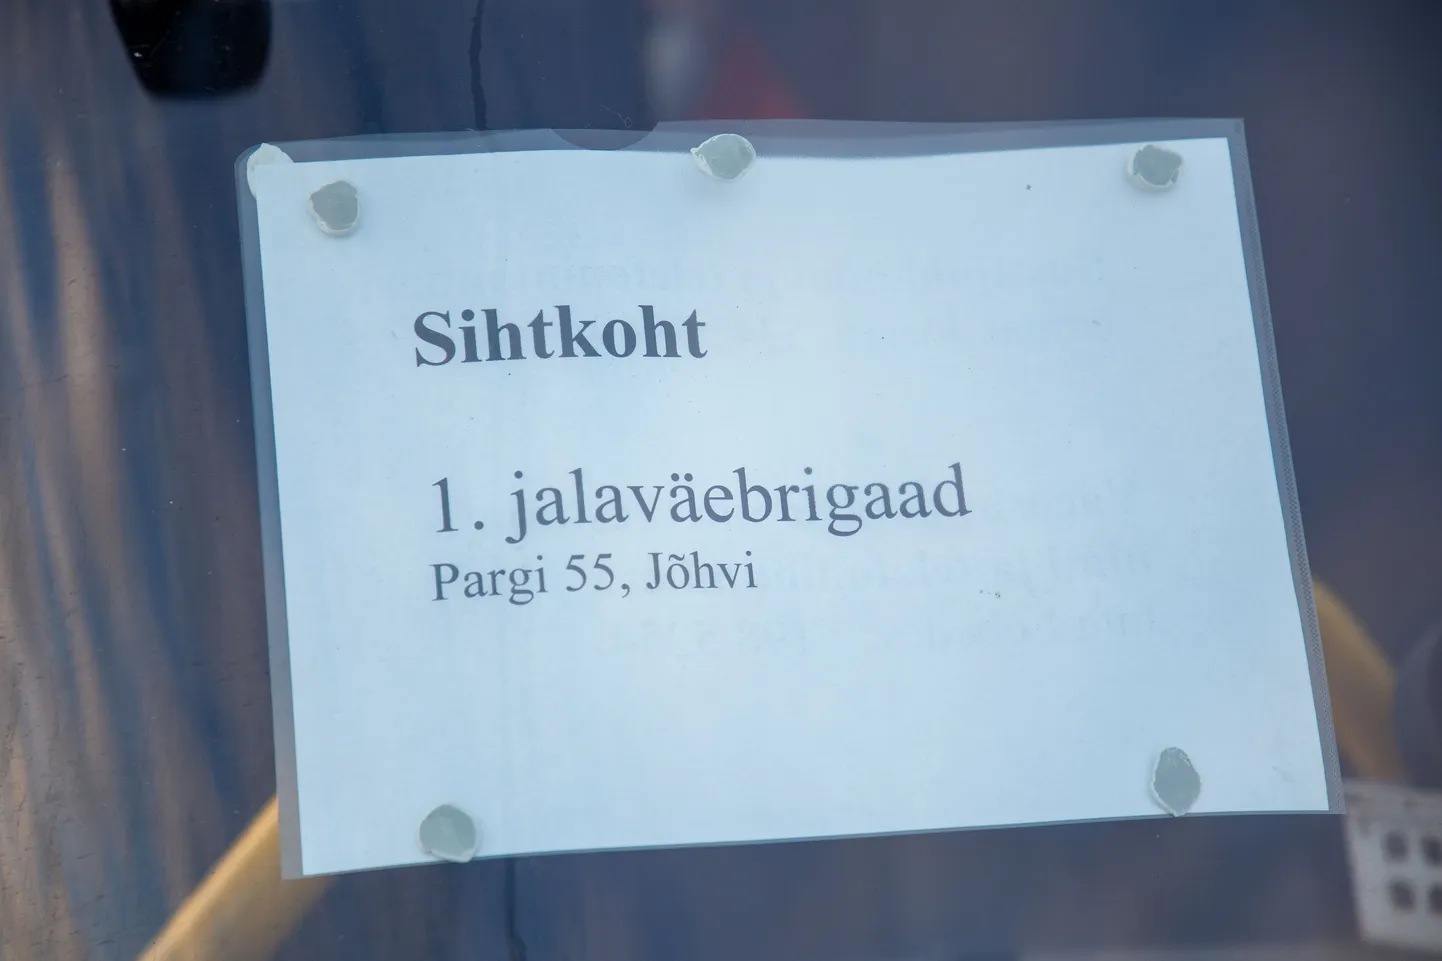 Sihtkoht
1. jalaväebrigaad
Pargi 55, Jõhvi